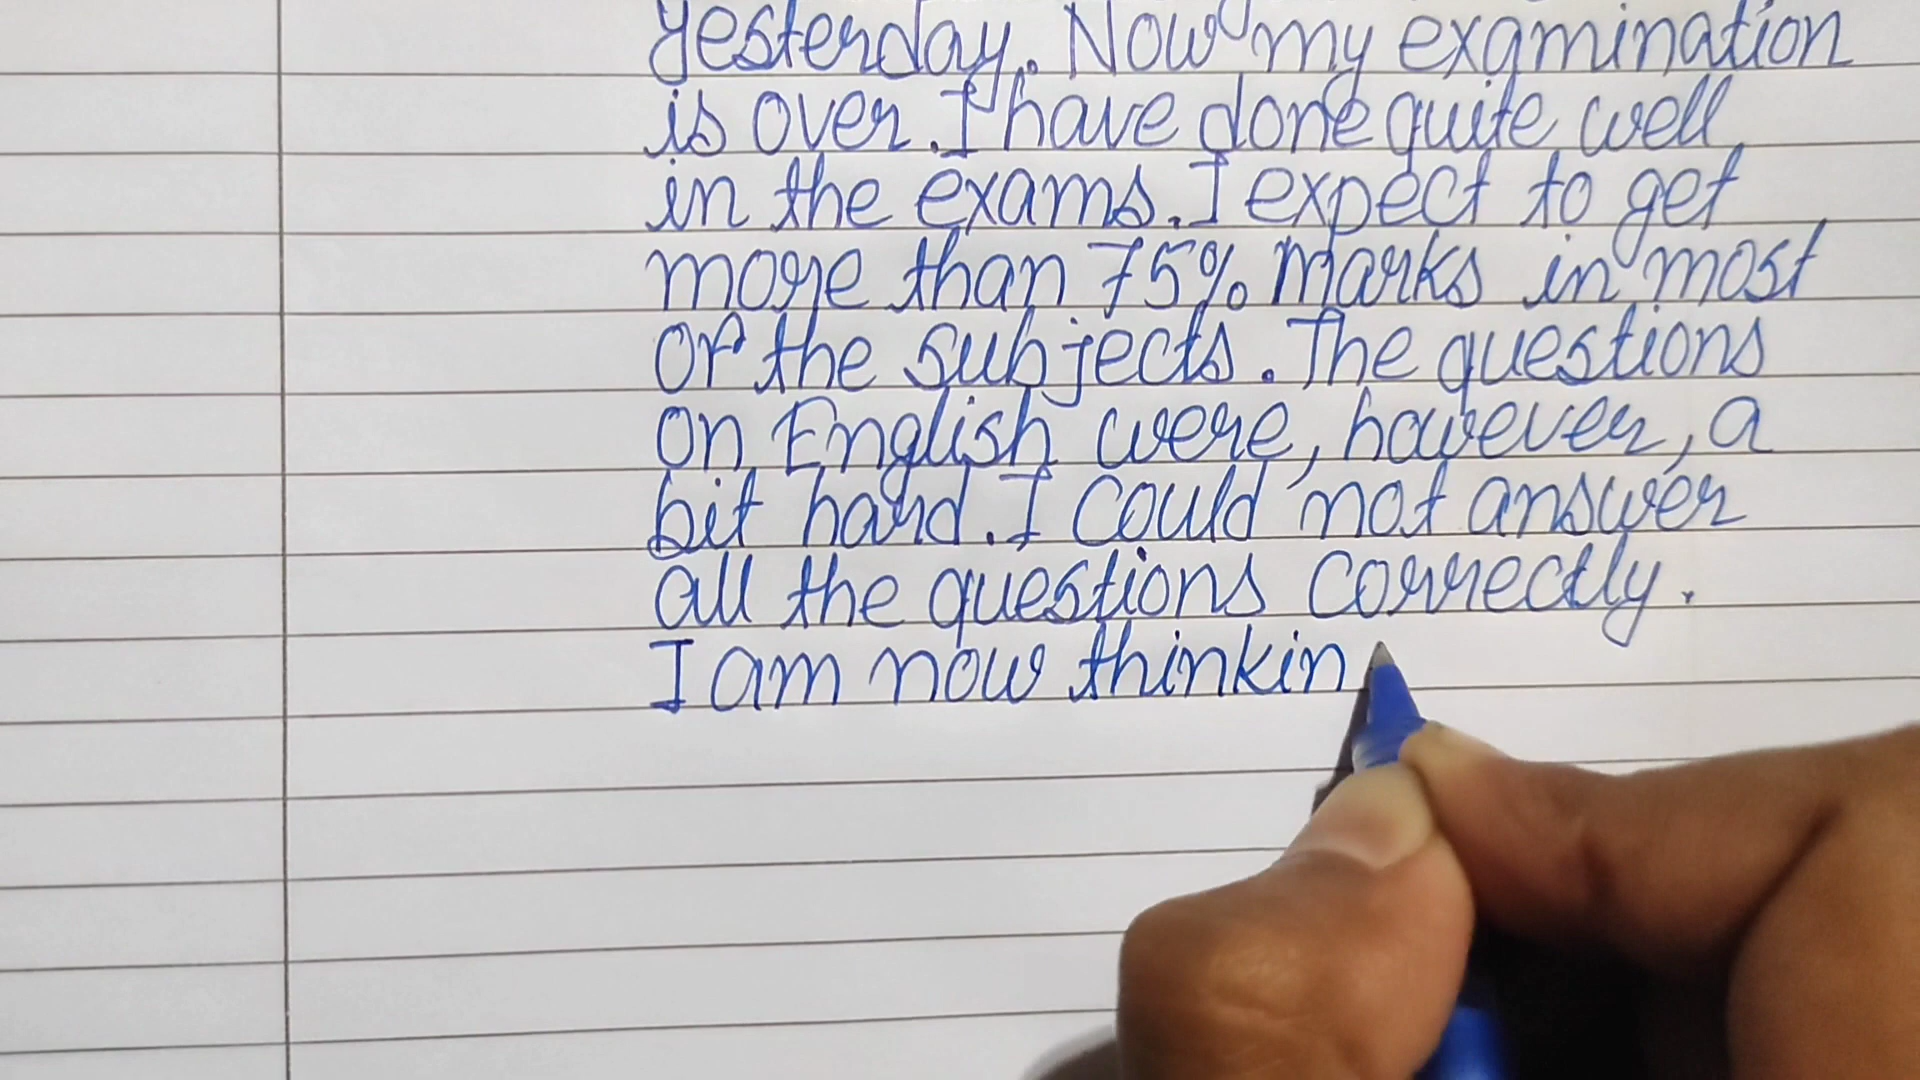 yesterday. Now my examination
is over. I have done quite well
in the exams. I expect to get
more than 75% marks in most
of the subjects. The questions
on English were, however, a
bit hard. I could not answer
all the questions correctly.
I am now thinkin